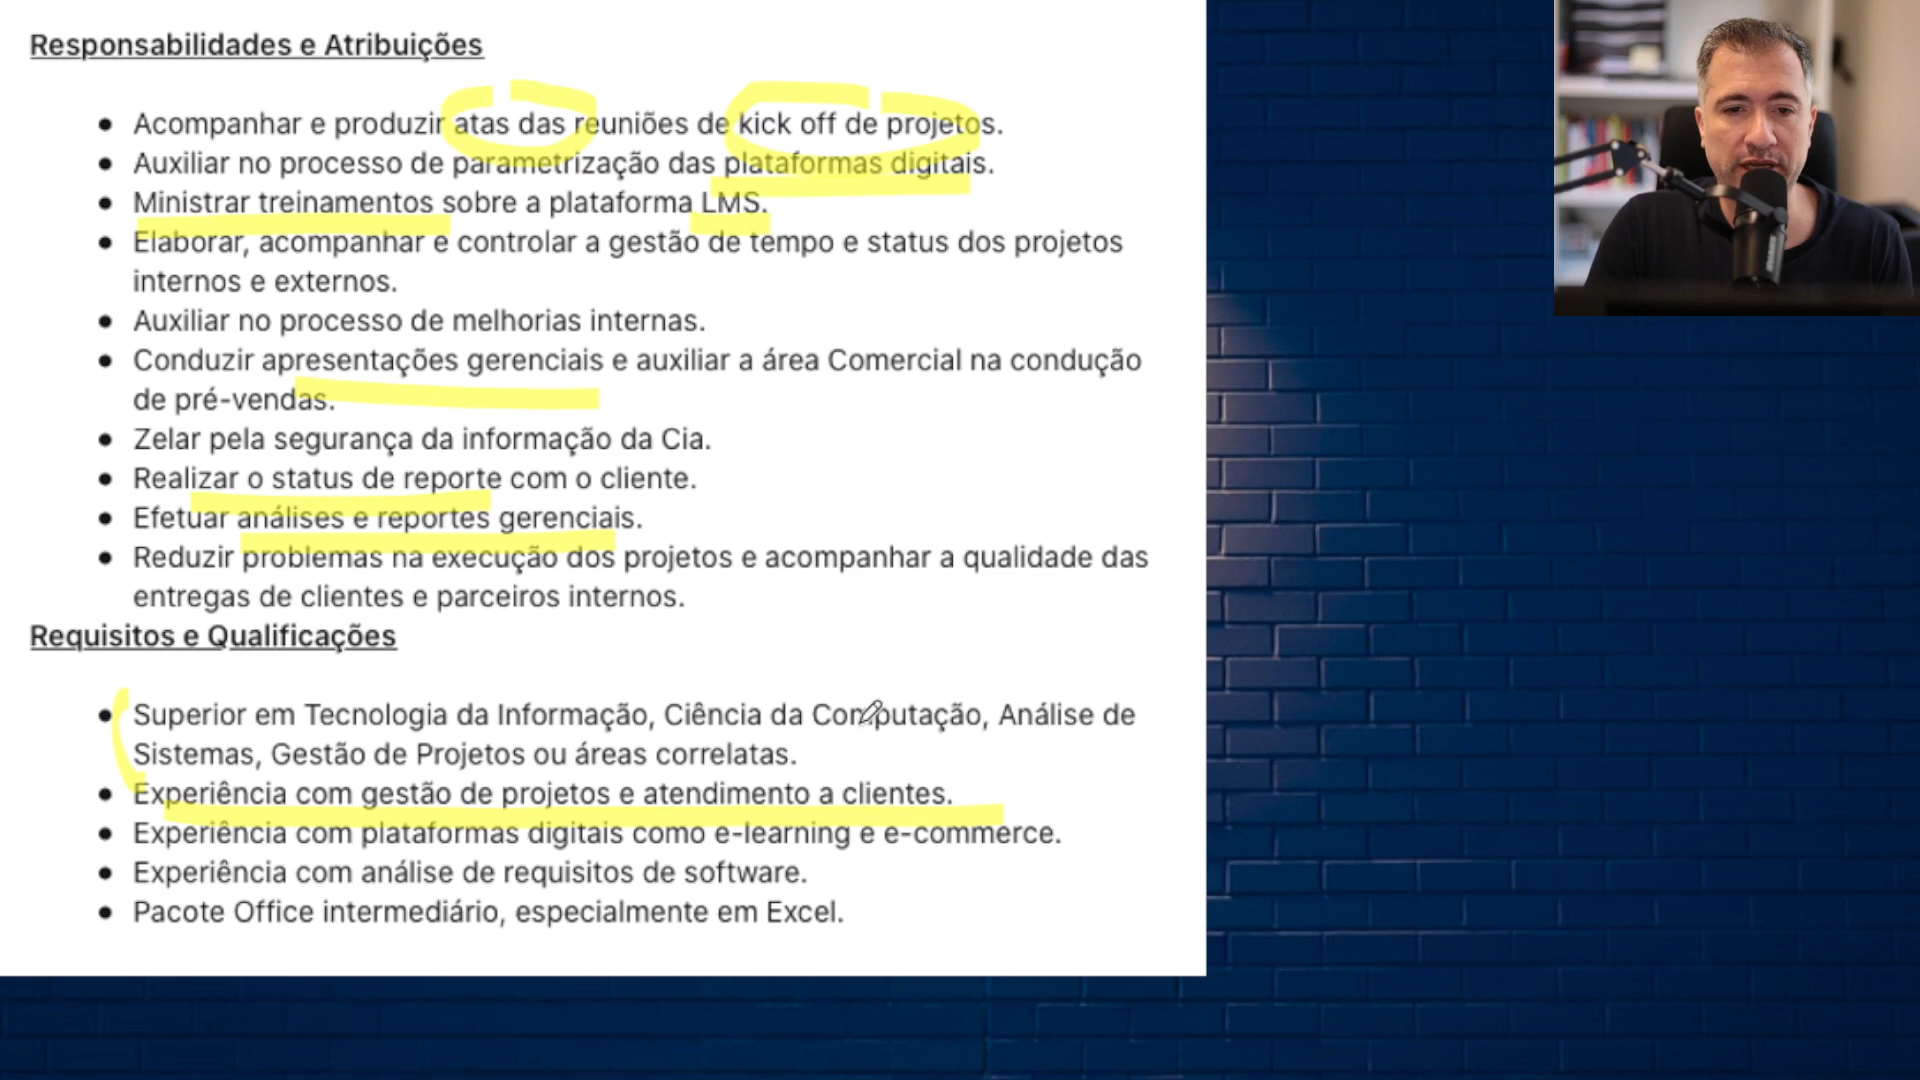 Responsabilidades e Atribuições
• Acompanhar e produzir atas das reuniões de kick off de projetos.
• Auxiliar no processo de parametrização das plataformas digitais.
• Ministrar treinamentos sobre a plataforma LMS.
• Elaborar, acompanhar e controlar a gestão de tempo e status dos projetos
internos e externos.
• Auxiliar no processo de melhorias internas.
• Conduzir apresentações gerenciais e auxiliar a área Comercial na condução
de pré-vendas.
• Zelar pela segurança da informação da Cia.
• Realizar o status de reporte com o cliente.
• Efetuar análises e reportes gerenciais.
• Reduzir problemas na execução dos projetos e acompanhar a qualidade das
entregas de clientes e parceiros internos.
Requisitos e Qualificações
• Superior em Tecnologia da Informação, Ciência da Computação, Análise de
Sistemas, Gestão de Projetos ou áreas correlatas.
• Experiência com gestão de projetos e atendimento a clientes.
• Experiência com plataformas digitais como e-learning e e-commerce.
• Experiência com análise de requisitos de software.
• Pacote Office intermediário, especialmente em Excel.